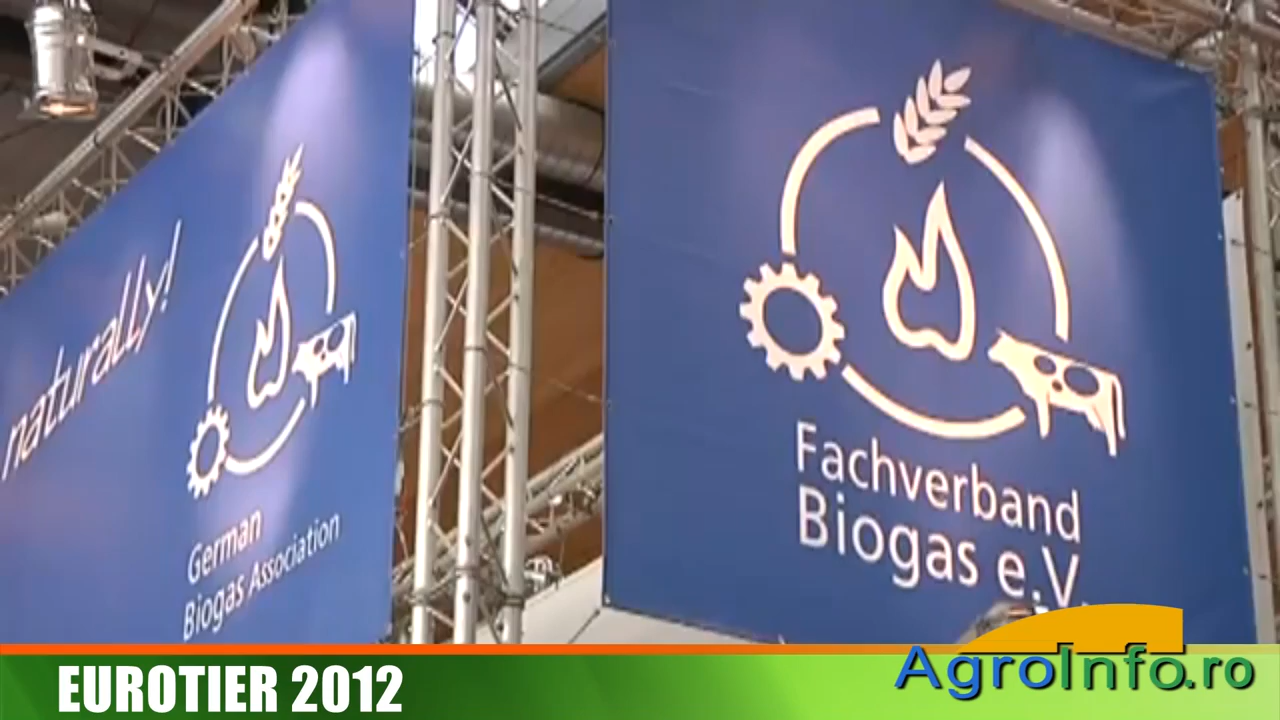 naturally!
German
Biogas Association
Fachverband
Biogas e.V.
EUROTIER 2012
AgroInfo.ro